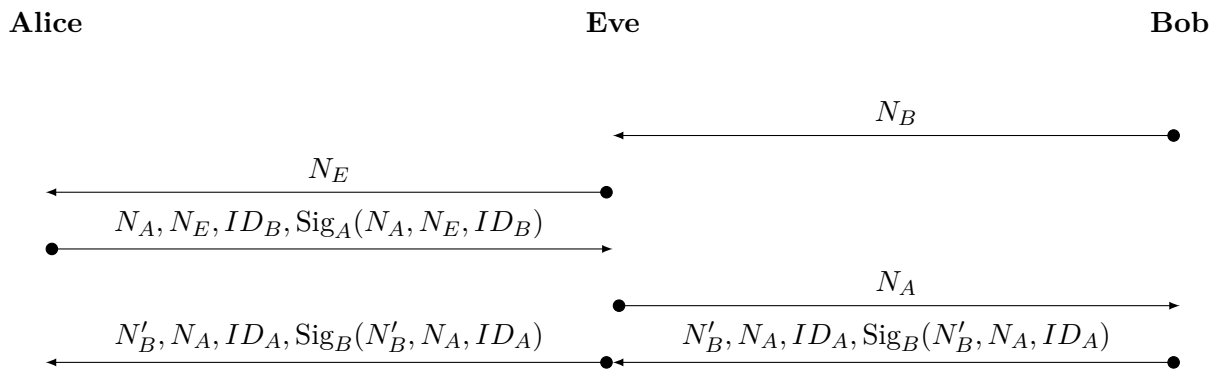 Alice Eve Bob
N_B
N_E
N_A, N_E, ID_B, Sig_A(N_A, N_E, ID_B)
N_A
N'_B, N_A, ID_A, Sig_B(N'_B, N_A, ID_A) N'_B, N_A, ID_A, Sig_B(N'_B, N_A, ID_A)